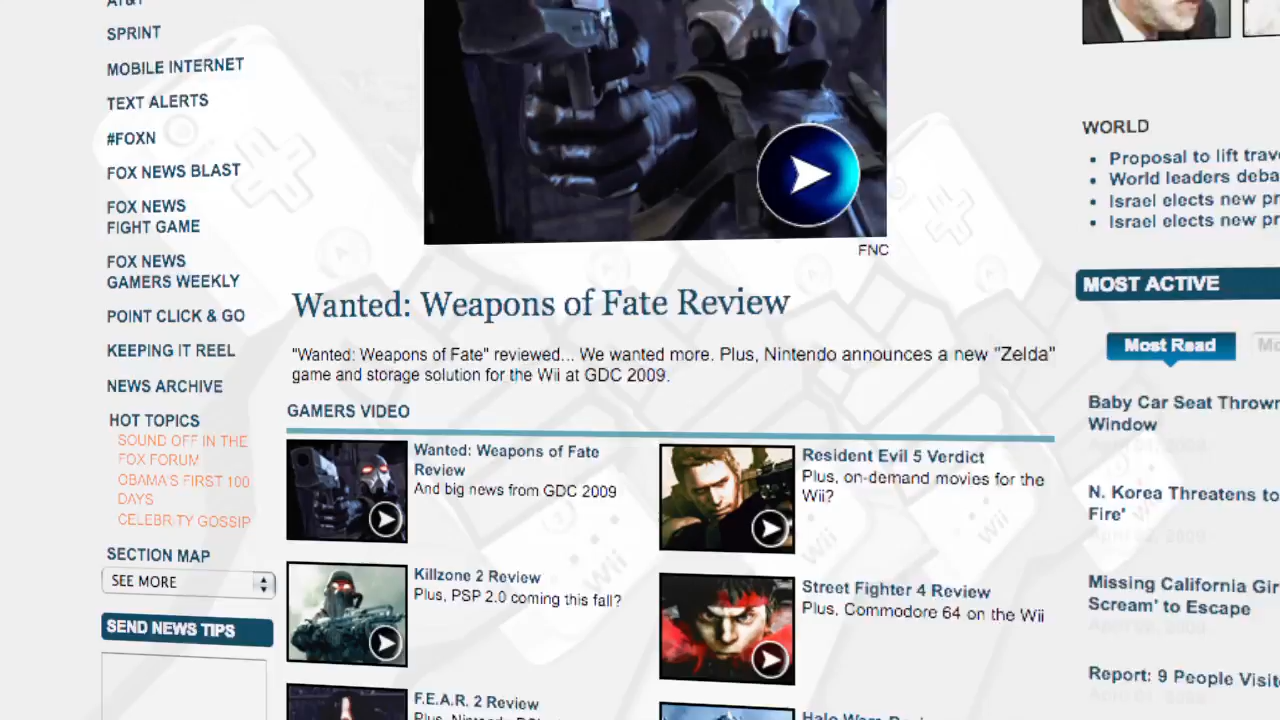 AT&T
SPRINT
MOBILE INTERNET
TEXT ALERTS
#FOXN
FOX NEWS BLAST
FOX NEWS
FIGHT GAME
FOX NEWS
GAMERS WEEKLY
POINT CLICK & GO
KEEPING IT REEL
NEWS ARCHIVE
HOT TOPICS
SOUND OFF IN THE
FOX FORUM
OBAMA'S FIRST 100
DAYS
CELEBRITY GOSSIP
SECTION MAP
SEE MORE
SEND NEWS TIPS
FNC
Wanted: Weapons of Fate Review
"Wanted: Weapons of Fate" reviewed... We wanted more. Plus, Nintendo announces a new "Zelda"
game and storage solution for the Wii at GDC 2009.
GAMERS VIDEO
Wanted: Weapons of Fate
Review
And big news from GDC 2009
Resident Evil 5 Verdict
Plus, on-demand movies for the
Wii?
Killzone 2 Review
Plus, PSP 2.0 coming this fall?
Street Fighter 4 Review
Plus, Commodore 64 on the Wii
F.E.A.R. 2 Review
Plus, Nintendo
Halo Wars
Wii
Wii
Wii
WORLD
Proposal to lift
World leaders
Israel elects new
Israel elects new
MOST ACTIVE
Most Read
Baby Car Seat
Window
N. Korea Threatens to
Fire'
Missing California
Scream' to Escape
Report: 9 People